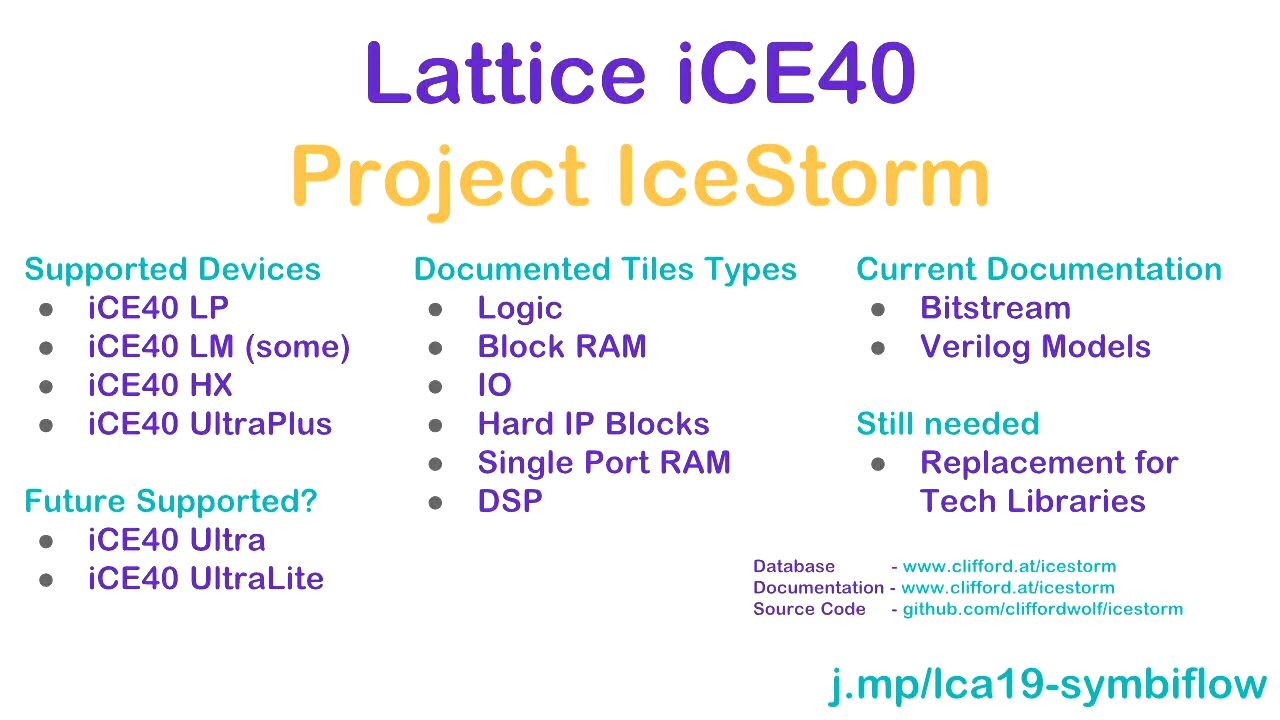 Lattice iCE40
Project IceStorm
Supported Devices
● iCE40 LP
● iCE40 LM (some)
● iCE40 HX
● iCE40 UltraPlus
Future Supported?
● iCE40 Ultra
● iCE40 UltraLite
Documented Tiles Types
● Logic
● Block RAM
● IO
● Hard IP Blocks
● Single Port RAM
● DSP
Current Documentation
● Bitstream
● Verilog Models
Still needed
● Replacement for
Tech Libraries
Database - www.clifford.at/icestorm
Documentation - www.clifford.at/icestorm
Source Code - github.com/cliffordwolf/icestorm
j.mp/lca19-symbiflow